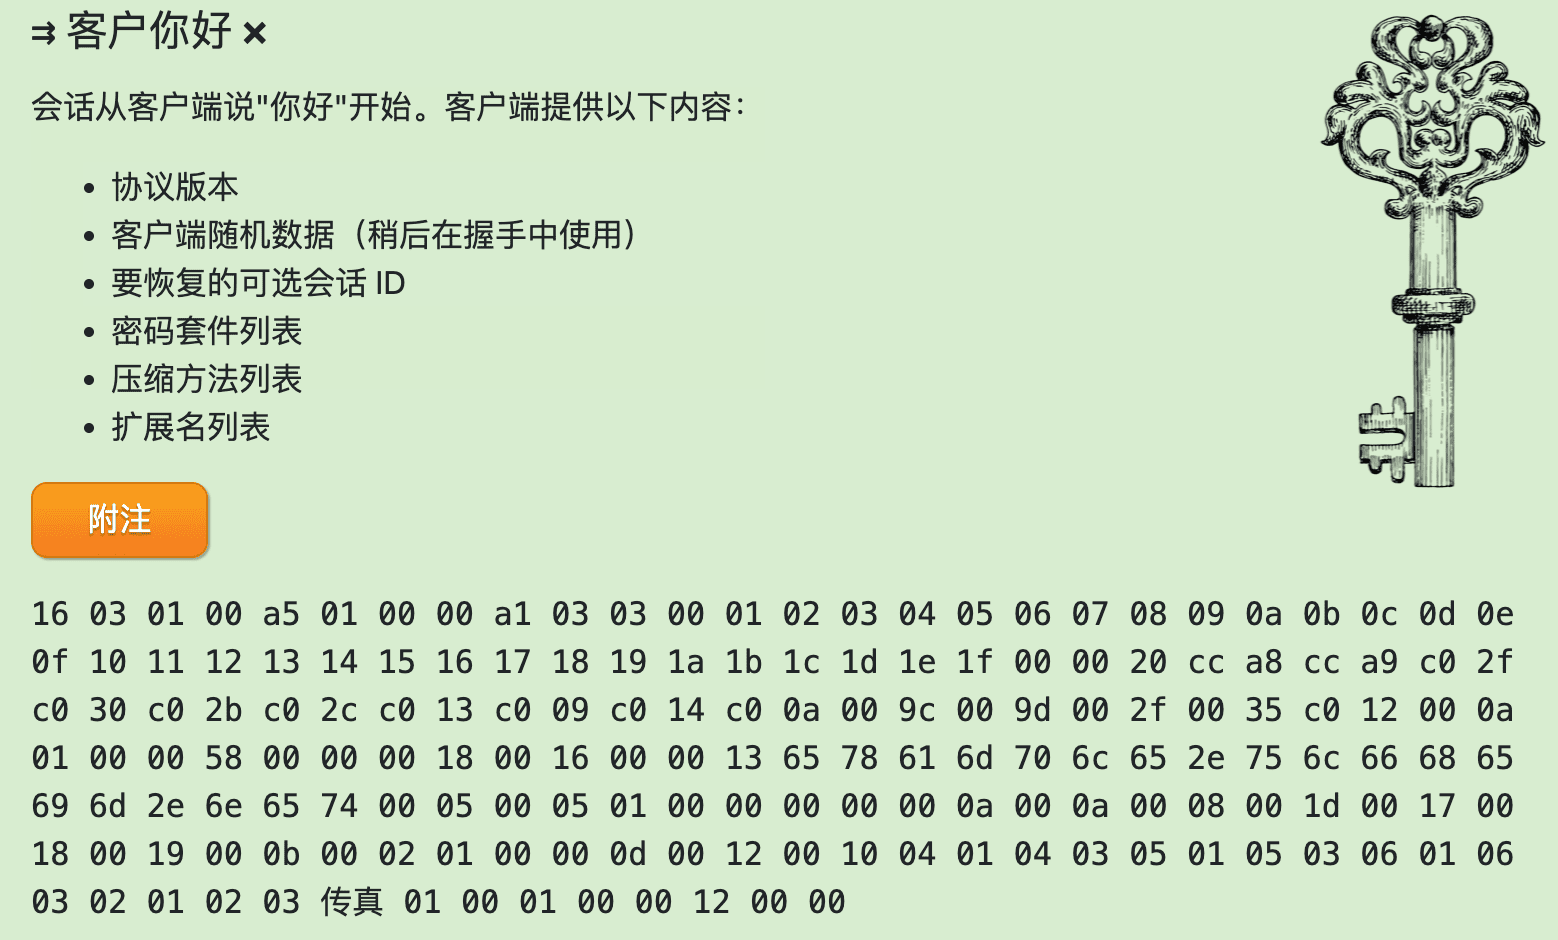 ⇉ 客户你好 ×
会话从客户端说"你好"开始。客户端提供以下内容：
• 协议版本
• 客户端随机数据（稍后在握手中使用）
• 要恢复的可选会话 ID
• 密码套件列表
• 压缩方法列表
• 扩展名列表
附注
16 03 01 00 a5 01 00 00 a1 03 03 00 01 02 03 04 05 06 07 08 09 0a 0b 0c 0d 0e
0f 10 11 12 13 14 15 16 17 18 19 1a 1b 1c 1d 1e 1f 00 00 20 cc a8 cc a9 c0 2f
c0 30 c0 2b c0 2c c0 13 c0 09 c0 14 c0 0a 00 9c 00 9d 00 2f 00 35 c0 12 00 0a
01 00 00 58 00 00 00 18 00 16 00 00 13 65 78 61 6d 70 6c 65 2e 75 6c 66 68 65
69 6d 2e 6e 65 74 00 05 00 05 01 00 00 00 00 00 0a 00 0a 00 08 00 1d 00 17 00
18 00 19 00 0b 00 02 01 00 00 0d 00 12 00 10 04 01 04 03 05 01 05 03 06 01 06
03 02 01 02 03 传真 01 00 01 00 00 12 00 00